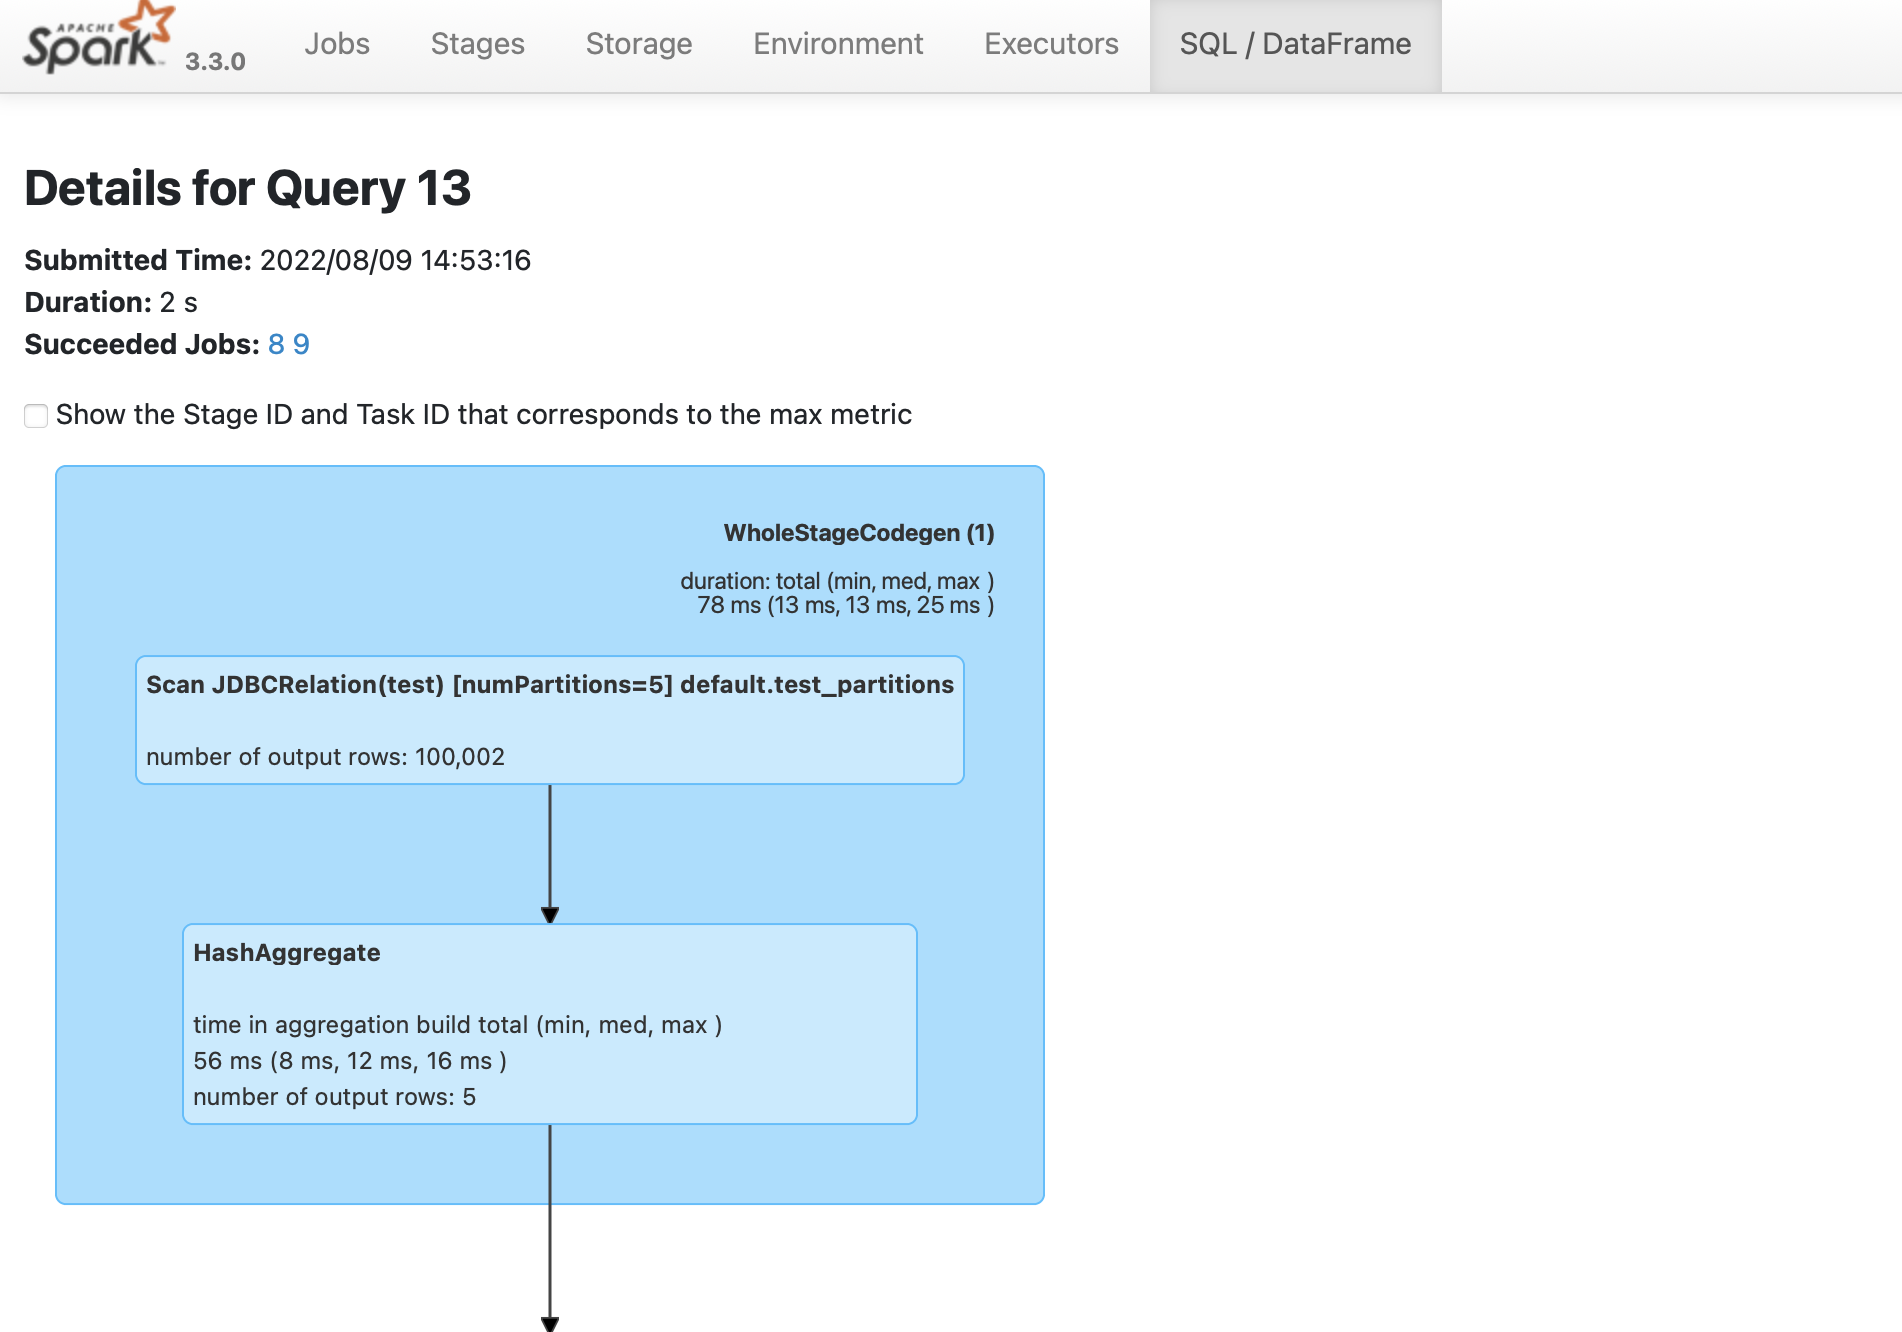 APACHE
Spark 3.3.0 Jobs Stages Storage Environment Executors SQL / DataFrame
Details for Query 13
Submitted Time: 2022/08/09 14:53:16
Duration: 2 s
Succeeded Jobs: 8 9
Show the Stage ID and Task ID that corresponds to the max metric
WholeStageCodegen (1)
duration: total (min, med, max )
78 ms (13 ms, 13 ms, 25 ms )
Scan JDBCRelation(test) [numPartitions=5] default.test_partitions
number of output rows: 100,002
HashAggregate
time in aggregation build total (min, med, max )
56 ms (8 ms, 12 ms, 16 ms )
number of output rows: 5